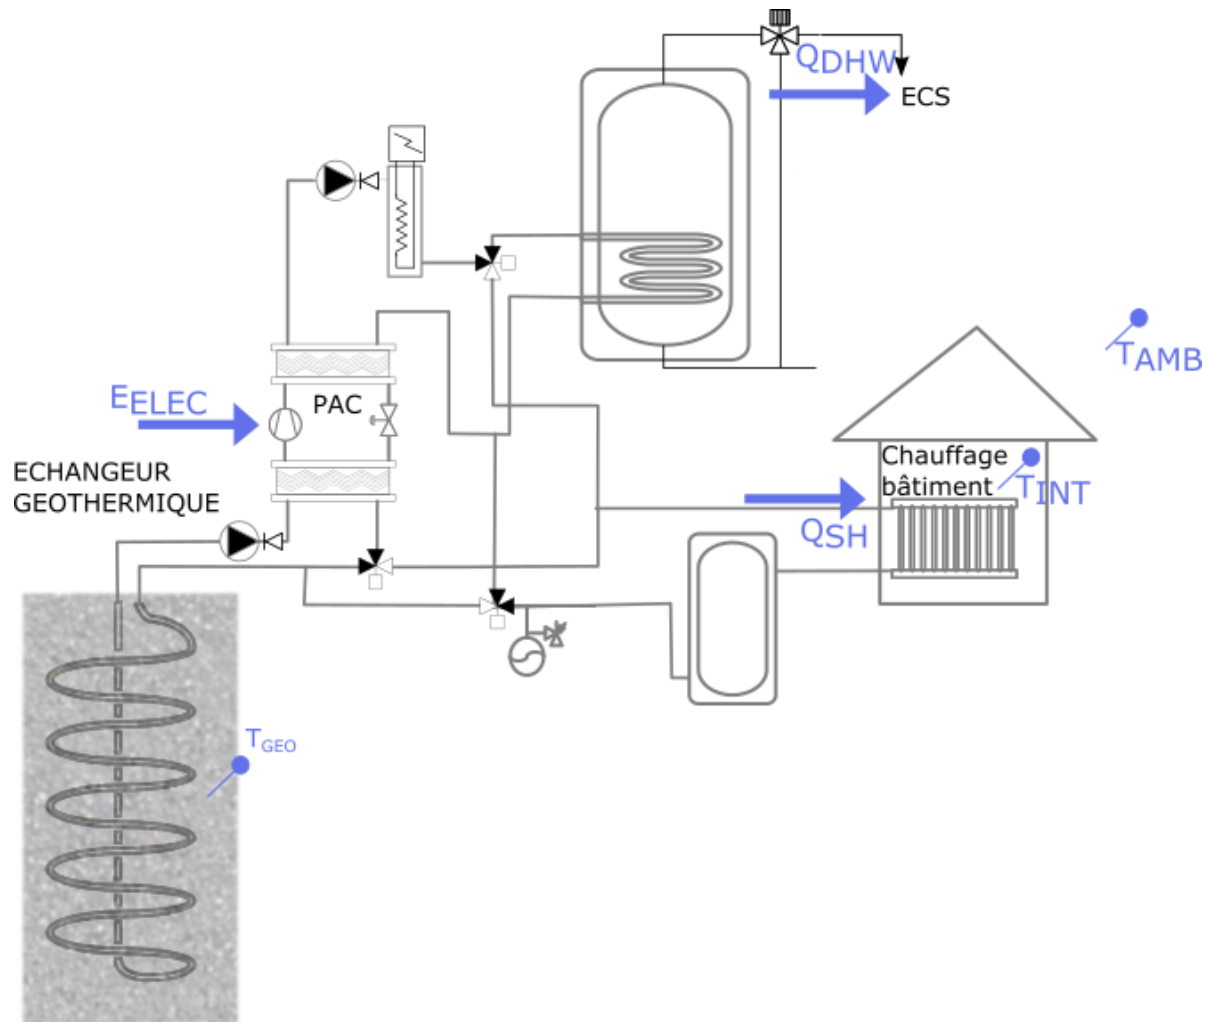 QDHW
ECS
TAMB
EELEC
PAC
Chauffage
bâtiment
TINT
ECHANGEUR
GEOTHERMIQUE
QSH
TGEO